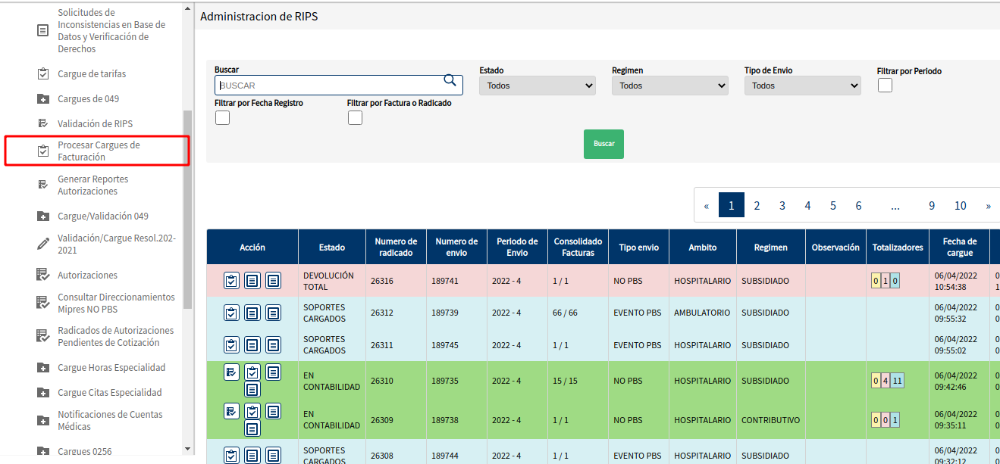 Solicitudes de
Inconsistencias en Base de
Datos y Verificación de
Derechos
Cargue de tarifas
Cargues de 049
Validación de RIPS
Procesar Cargues de
Facturación
Generar Reportes
Autorizaciones
Cargue/Validación 049
Validación/Cargue Resol.202-
2021
Autorizaciones
Consultar Direccionamientos
Mipres NO PBS
Radicados de Autorizaciones
Pendientes de Cotización
Cargue Horas Especialidad
Cargue Citas Especialidad
Notificaciones de Cuentas
Médicas
Cargues 0256
Administracion de RIPS
Buscar
BUSCAR
Estado
Todos
Regimen
Todos
Tipo de Envio
Todos
Filtrar por Periodo
Filtrar por Fecha Registro
Filtrar por Factura o Radicado
Buscar
« 1 2 3 4 5 6 ... 9 10 »
Acción Estado Numero de radicado Numero de envio Periodo de Envio Consolidado Facturas Tipo envio Ambito Regimen Observación Totalizadores Fecha de cargue
DEVOLUCIÓN TOTAL 26316 189741 2022 - 4 1 / 1 NO PBS HOSPITALARIO SUBSIDIADO 0 1 0 06/04/2022 10:54:38
SOPORTES CARGADOS 26312 189739 2022 - 4 66 / 66 EVENTO PBS AMBULATORIO SUBSIDIADO 06/04/2022 09:55:32
SOPORTES CARGADOS 26311 189745 2022 - 4 1 / 1 EVENTO PBS HOSPITALARIO SUBSIDIADO 06/04/2022 09:55:02
EN CONTABILIDAD 26310 189735 2022 - 4 15 / 15 NO PBS HOSPITALARIO SUBSIDIADO 0 4 11 06/04/2022 09:42:46
EN CONTABILIDAD 26309 189738 2022 - 4 1 / 1 NO PBS HOSPITALARIO CONTRIBUTIVO 0 0 1 06/04/2022 09:35:11
SOPORTES CARGADOS 26308 189744 2022 - 4 1 / 1 EVENTO PBS HOSPITALARIO SUBSIDIADO 06/04/2022 09:32:12